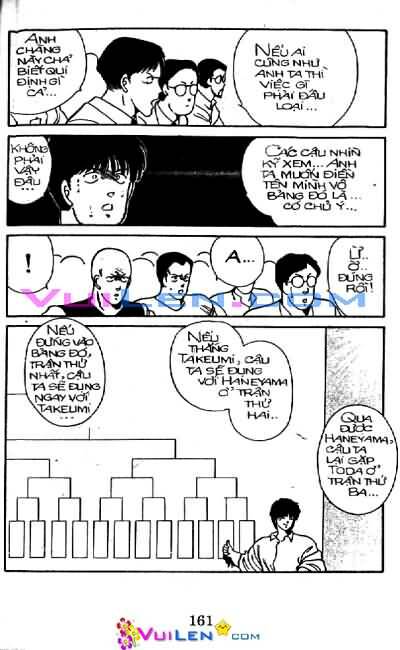 ANH
CHÀNG
NÀY CHẢ
BIẾT QUI
ĐỊNH GÌ
CẢ...
NẾU AI
CŨNG NHƯ
ANH TA THÌ
VIỆC GÌ
PHẢI ĐẤU
LOẠI...
KHÔNG
PHẢI
VẬY
ĐÂU...
CÁC CẬU NHÌN
KỸ XEM... ANH
TA MUỐN ĐIỀN
TÊN MÌNH VÔ
BẢNG ĐÓ LÀ...
CÓ CHỦ Ý...
!
A...
Ừ..
Ờ..
ĐÚNG
RỒI!
VUILEN.COM
NẾU
ĐỨNG VÀO
BẢNG ĐÓ,
TRẬN THỨ
NHẤT, CẬU
TA SẼ ĐỤNG
NGAY VỚI
TAKEUMI
...
NẾU
THẮNG
TAKEUMI, CẬU
TA SẼ ĐỤNG
VỚI HANEYAMA
Ở TRẬN
THỨ
HAI...
QUA
ĐƯỢC
HANEYAMA,
CẬU TA
LẠI GẶP
TODA Ở
TRẬN THỨ
BA...
161
VUILEN.COM